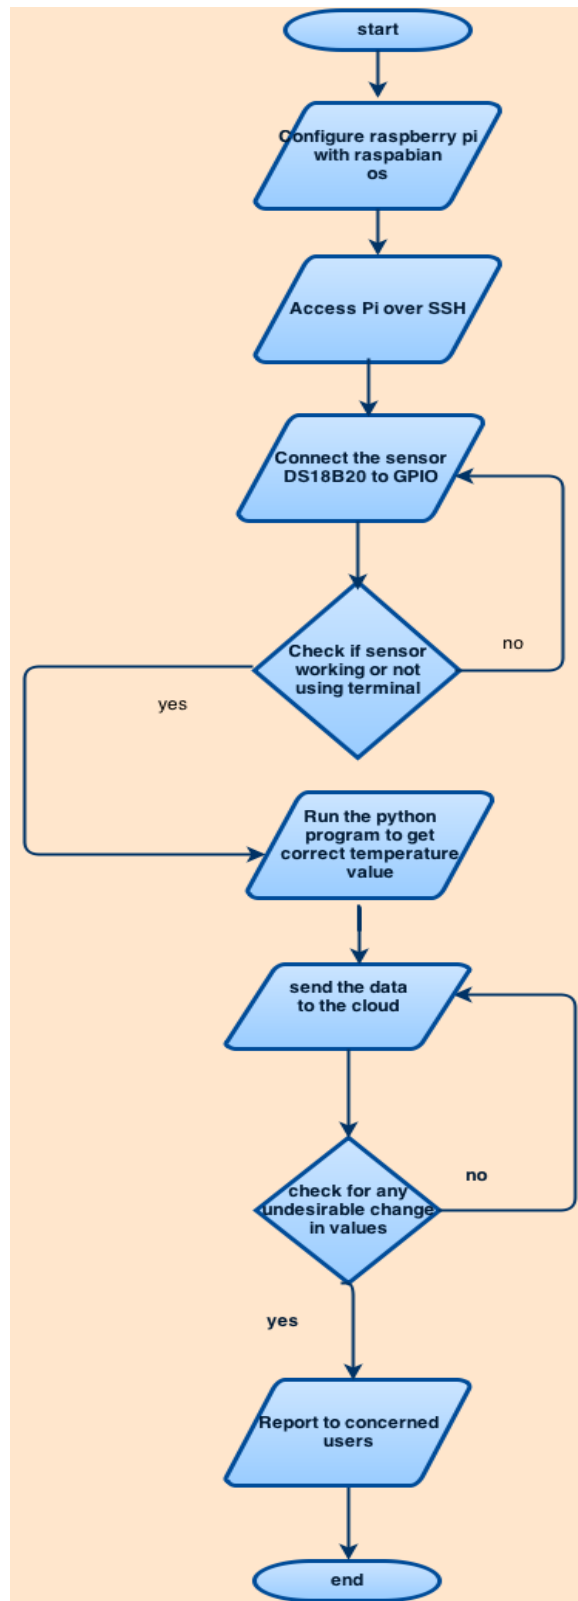 start
Configure raspberry pi
with raspabian
os
Access Pi over SSH
Connect the sensor
DS18B20 to GPIO
Check if sensor
working or not
using terminal
no
yes
Run the python
program to get
correct temperature
value
send the data
to the cloud
check for any
undesirable change
in values
no
yes
Report to concerned
users
end